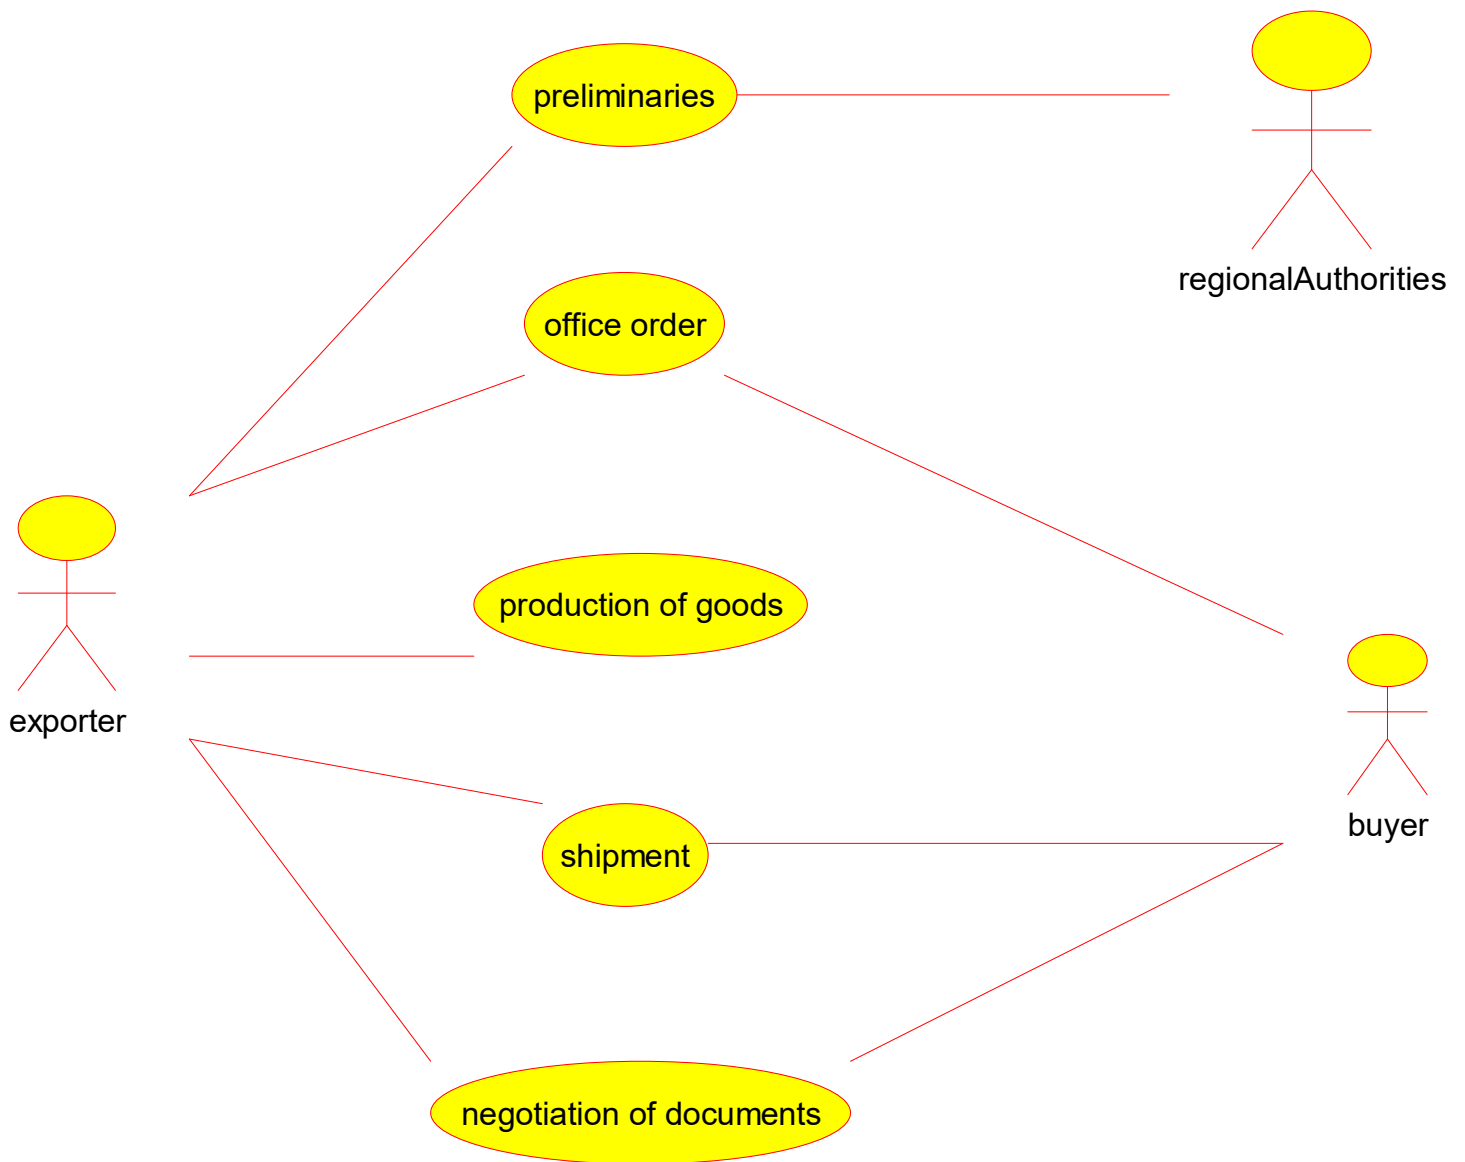 preliminaries
regionalAuthorities
office order
production of goods
exporter
buyer
shipment
negotiation of documents